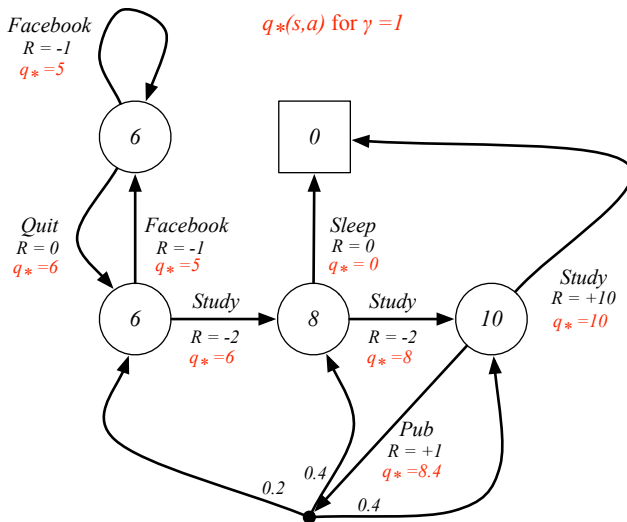 Facebook
R = -1
q* =5
q*(s,a) for γ =1
6
0
Quit
R = 0
q* =6
Facebook
R = -1
q* =5
Sleep
R = 0
q* = 0
Study
R = +10
q* =10
6
Study
R = -2
q* =6
8
Study
R = -2
q* =8
10
Pub
R = +1
q* =8.4
0.2
0.4
0.4